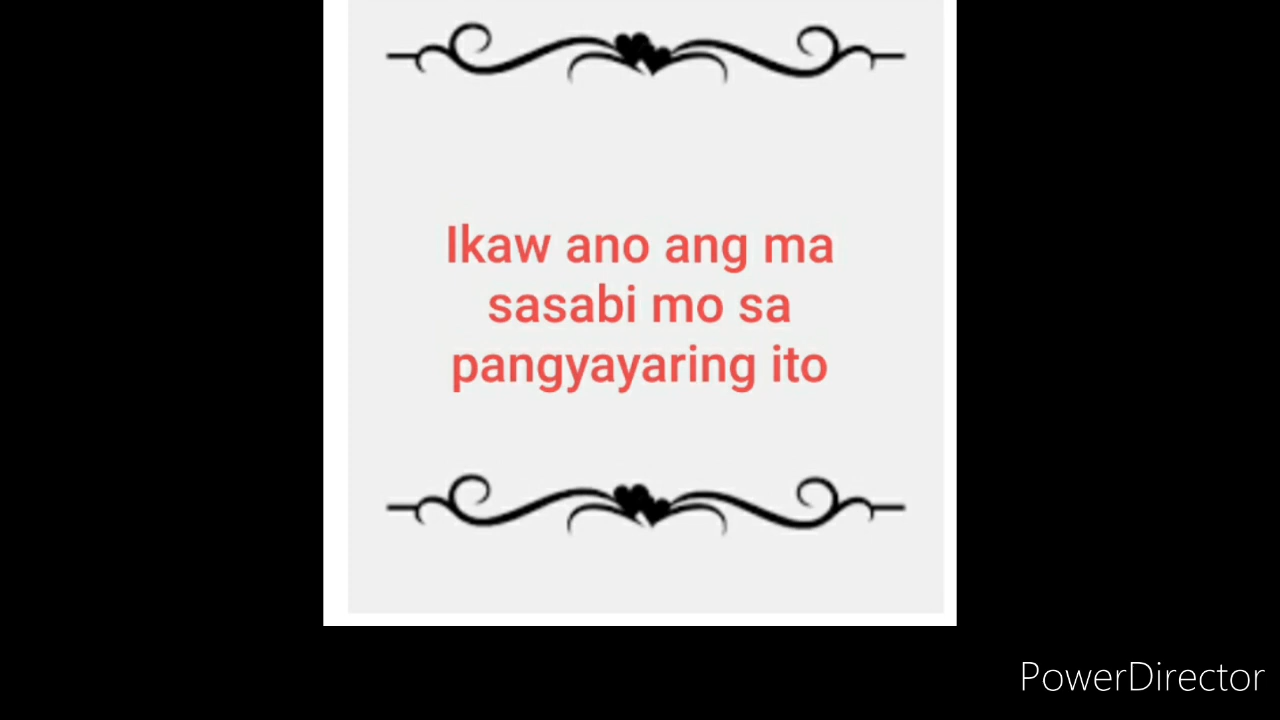 Ikaw ano ang ma
sasabi mo sa
pangyayaring ito
PowerDirector